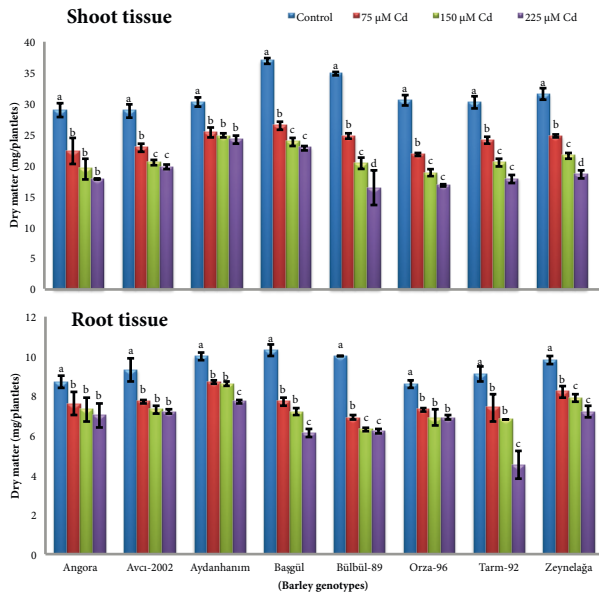 Shoot tissue
Control 75 µM Cd 150 µM Cd 225 µM Cd
Dry matter (mg/plantlets)
40
35
30
25
20
15
10
5
0
a b b b
a b c c
a b b b
a b c c
a b c d
a b c c
a b c c
a b c d
Root tissue
Dry matter (mg/plantlets)
12
10
8
6
4
2
0
a b b b
a b b b
a b b c
a b b c
a b c c
a b b b
a b b c
a b c c
Angora Avcı-2002 Aydanhanım Başgül Bülbül-89 Orza-96 Tarm-92 Zeynelağa
(Barley genotypes)